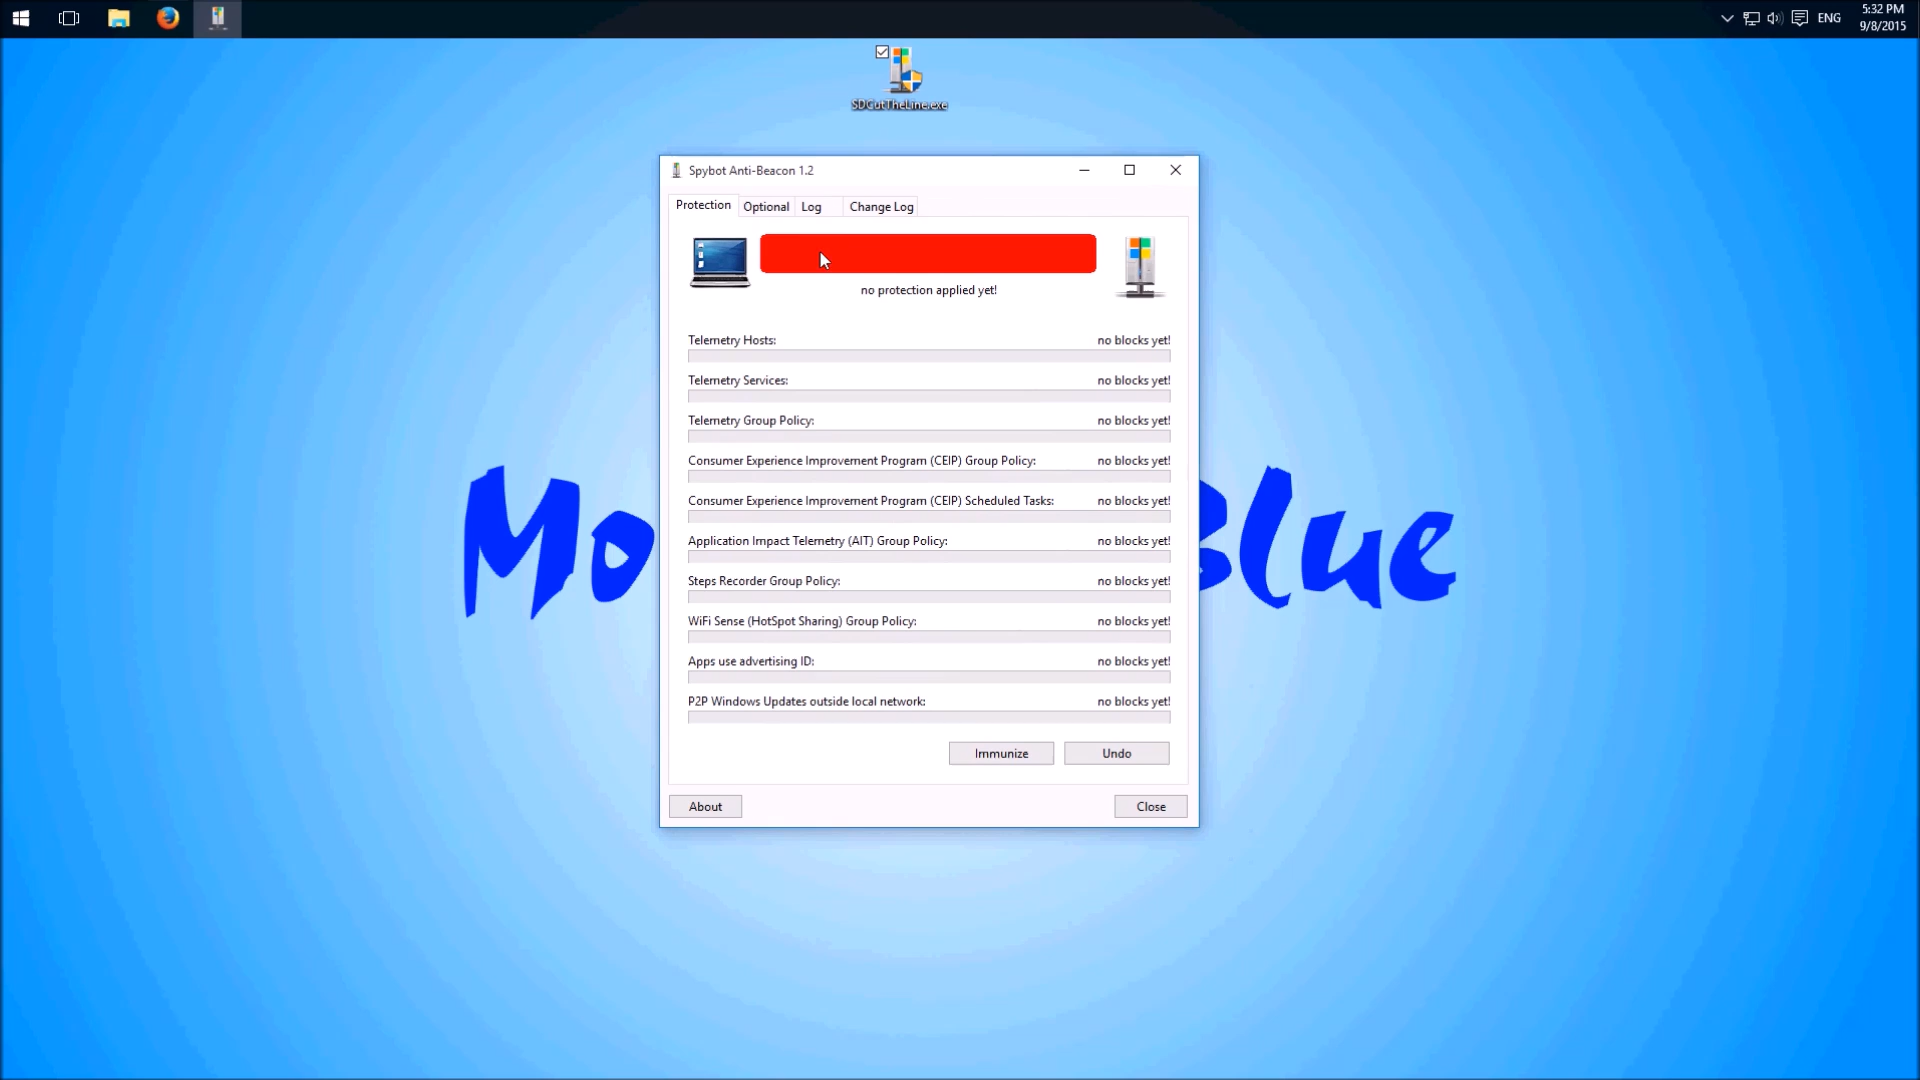 ENG
5:32 PM
9/8/2015
SDCutTheLine.exe
Spybot Anti-Beacon 1.2
Protection Optional Log Change Log
no protection applied yet!
Telemetry Hosts: no blocks yet!
Telemetry Services: no blocks yet!
Telemetry Group Policy: no blocks yet!
Consumer Experience Improvement Program (CEIP) Group Policy: no blocks yet!
Consumer Experience Improvement Program (CEIP) Scheduled Tasks: no blocks yet!
Application Impact Telemetry (AIT) Group Policy: no blocks yet!
Steps Recorder Group Policy: no blocks yet!
WiFi Sense (HotSpot Sharing) Group Policy: no blocks yet!
Apps use advertising ID: no blocks yet!
P2P Windows Updates outside local network: no blocks yet!
Immunize Undo
About Close
Mo Blue